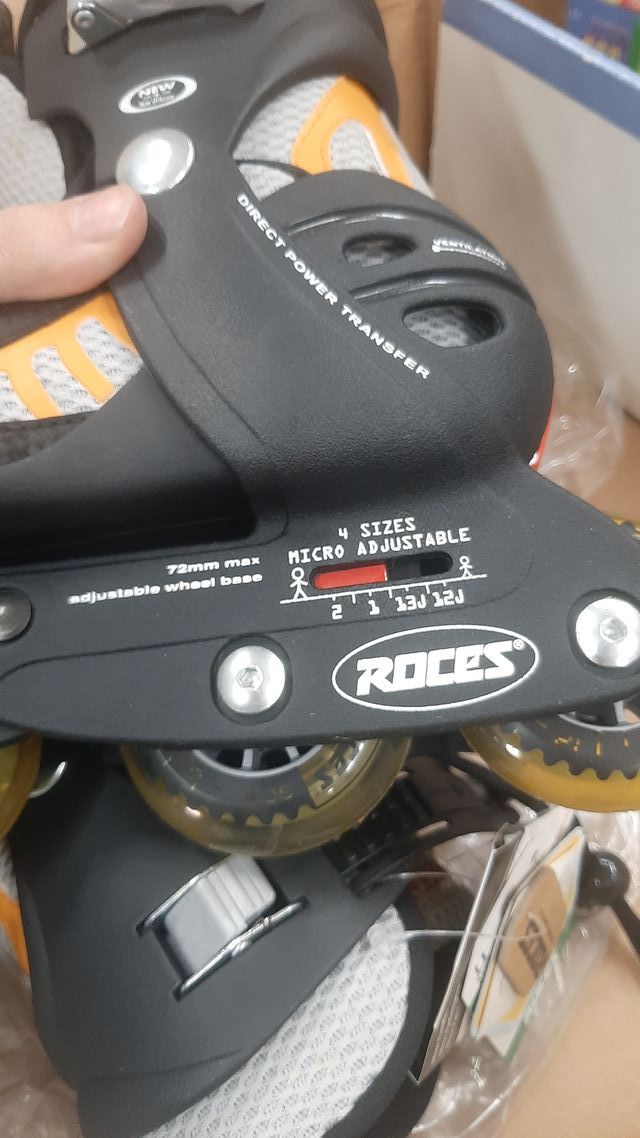 NEW
DIRECT POWER TRANSFER
VENTILATION
4 SIZES
MICRO ADJUSTABLE
72mm max
adjustable wheel base
2 1 13J 12J
ROCES®